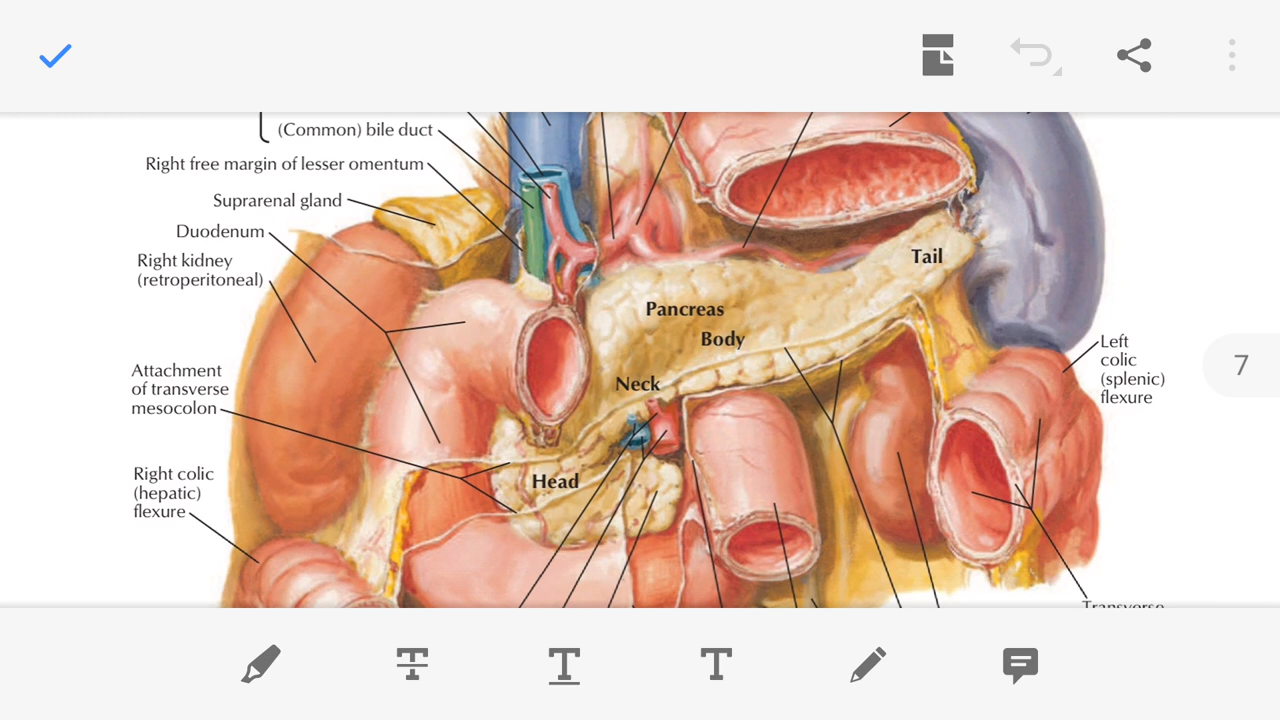 (Common) bile duct
Right free margin of lesser omentum
Suprarenal gland
Duodenum
Right kidney
(retroperitoneal)
Attachment
of transverse
mesocolon
Right colic
(hepatic)
flexure
Tail
Pancreas
Body
Neck
Head
Left
colic
(splenic)
flexure
7
Transverse